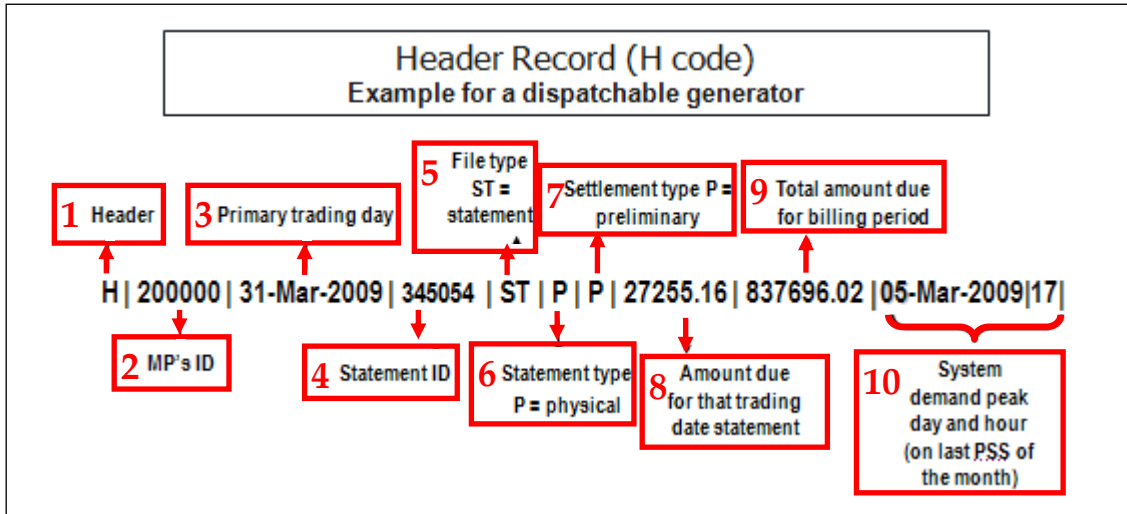 Header Record (H code)
Example for a dispatchable generator
1 Header
3 Primary trading day
5 File type
ST =
statement
7 Settlement type P =
preliminary
9 Total amount due
for billing period
H| 200000 | 31-Mar-2009 | 345054 | ST | P | P | 27255.16 | 837696.02 |05-Mar-2009|17|
2 MP's ID
4 Statement ID
6 Statement type
P = physical
8 Amount due
for that trading
date statement
10 System
demand peak
day and hour
(on last PSS of
the month)